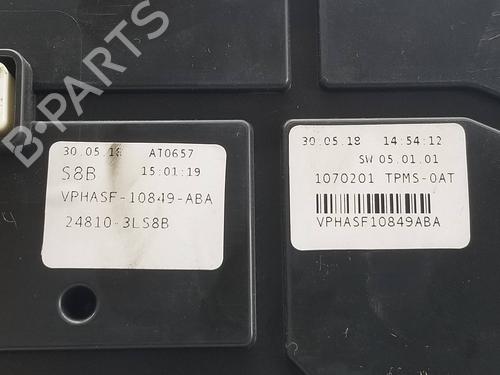 B-PARTS
30.05.18 AT0657
S8B 15:01:19
VPHASF-10849-ABA
24810-3LS8B
30.05.18 14:54:12
SW 05.01.01
1070201 TPMS-0AT
VPHASF10849ABA